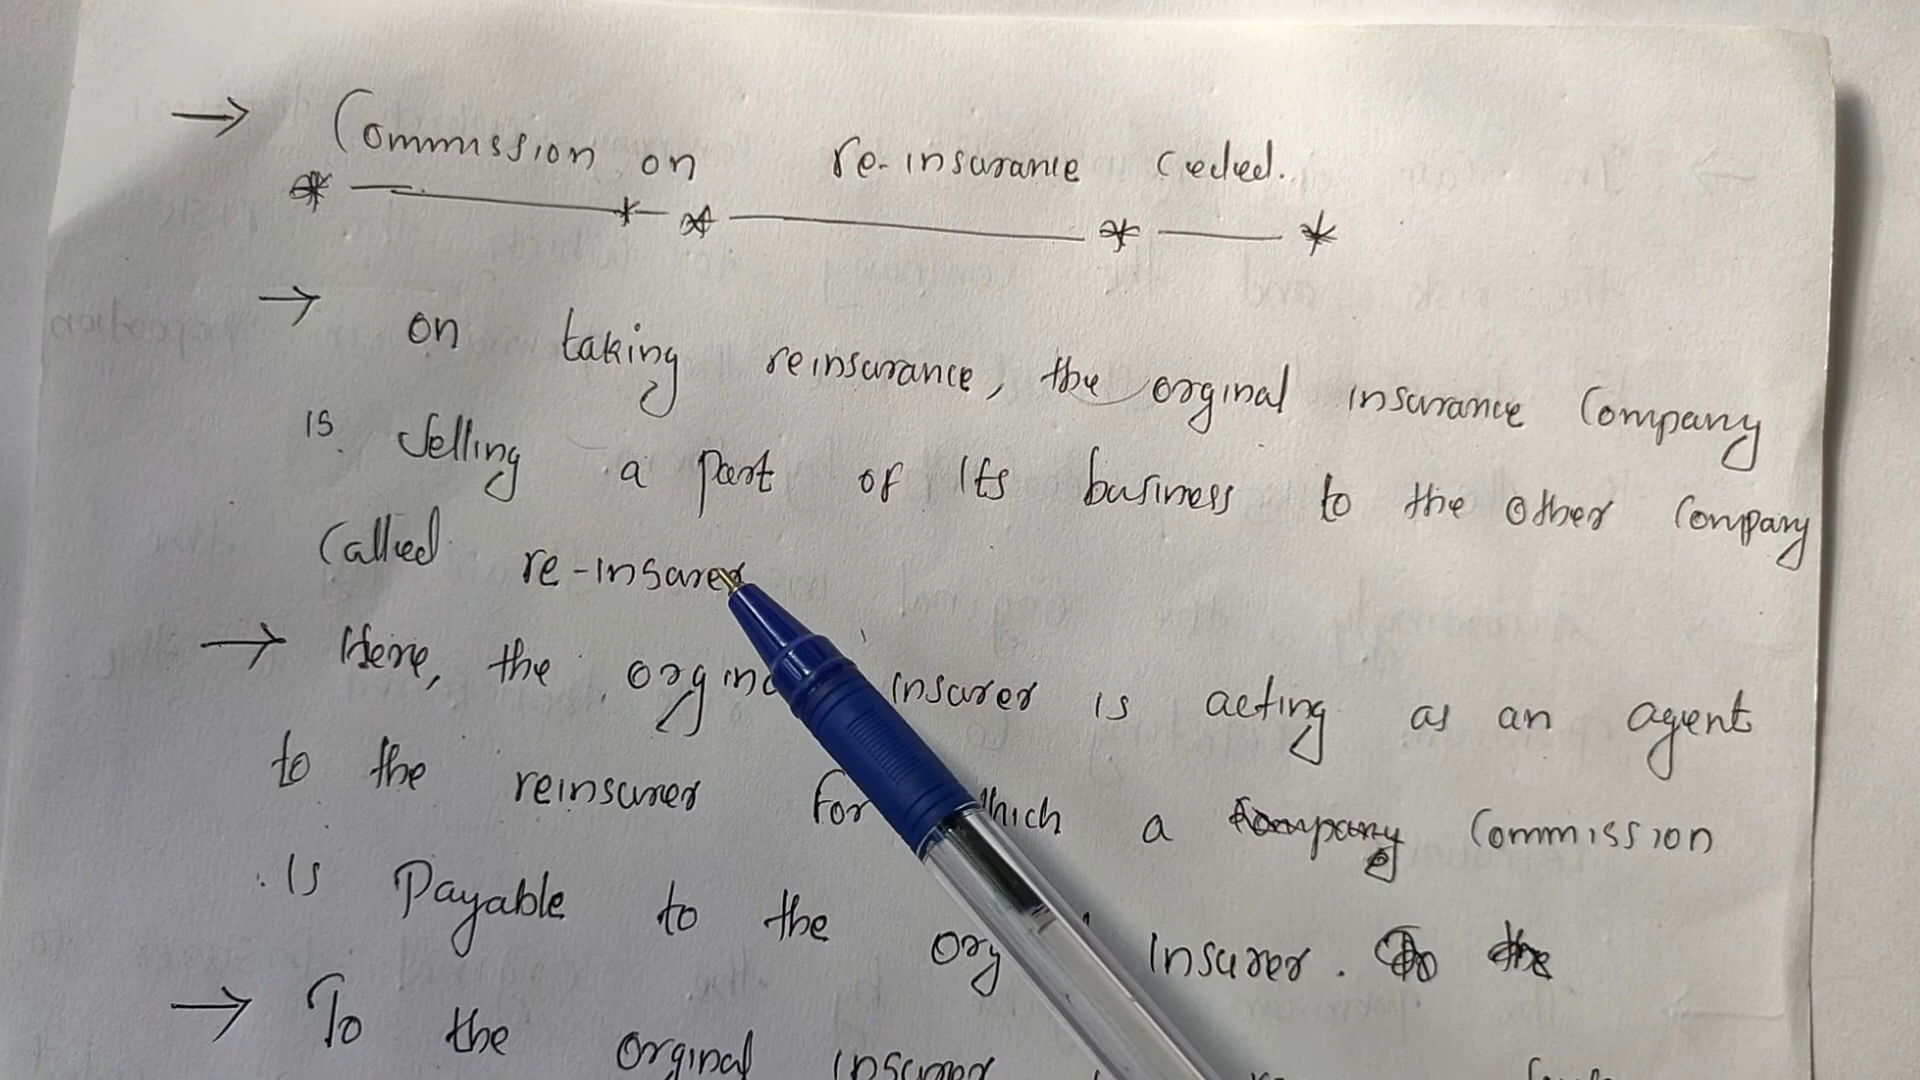 → Commission on re-insurance ceded.
→ on taking reinsurance, the orginal insurance Company
is selling a part of its business to the other Company
Called re-insurer
→ Here, the insurer is acting as an agent
to the reinsurer for which a Commission
is Payable to the insurer.
→ To the orginal insurer